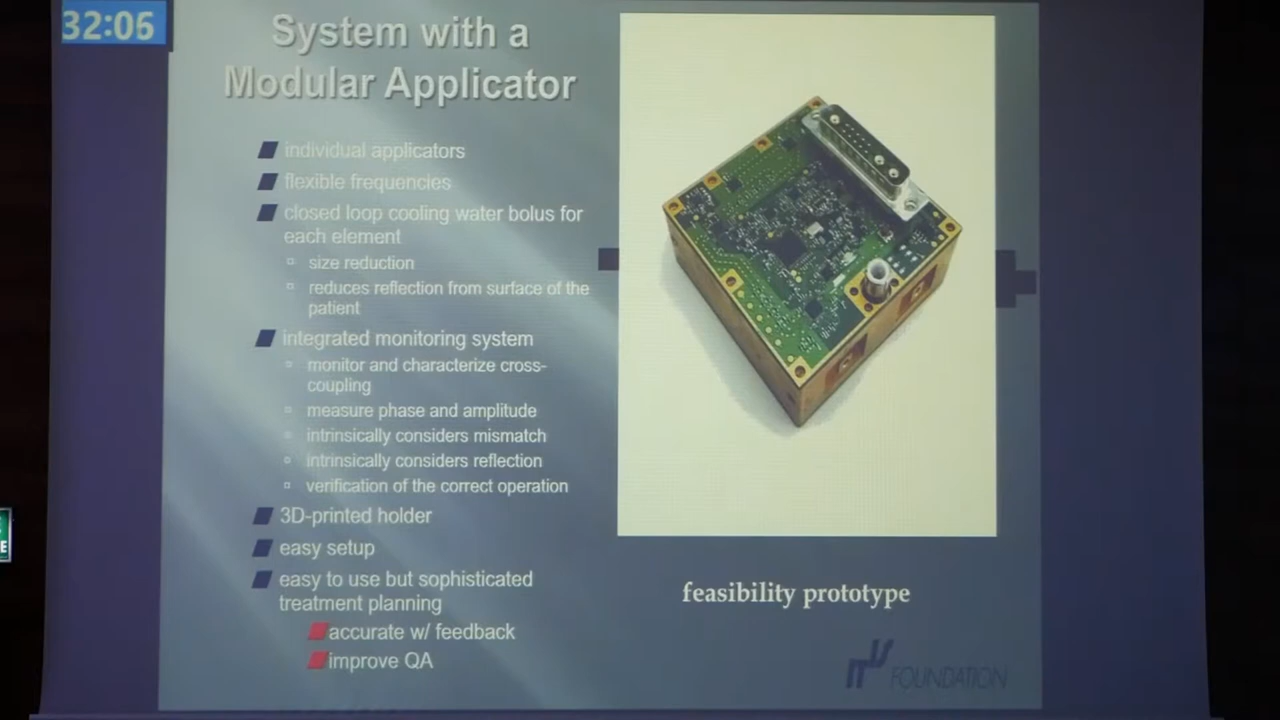 32:06
System with a
Modular Applicator
individual applicators
flexible frequencies
closed loop cooling water bolus for
each element
size reduction
reduces reflection from surface of the
patient
integrated monitoring system
monitor and characterize cross-
coupling
measure phase and amplitude
intrinsically considers mismatch
intrinsically considers reflection
verification of the correct operation
3D-printed holder
easy setup
easy to use but sophisticated
treatment planning
accurate w/ feedback
improve QA
feasibility prototype
IT'IS FOUNDATION
E